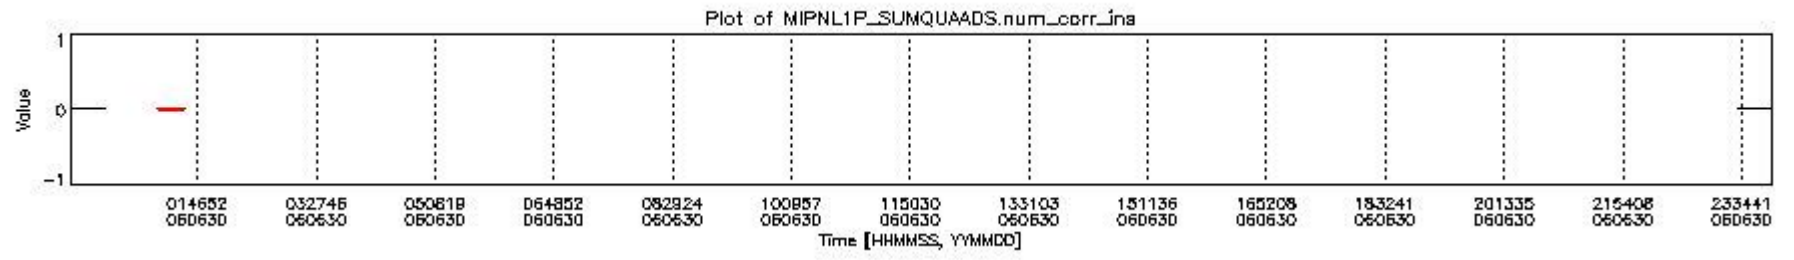 Plot of MIPNL1P_SUMQUAADS.num_corr_ins
1
0
-1
Value
014652 032746 050819 064852 082924 100957 115030 133103 151136 165208 183241 201335 215408 233441
060630 060630 060630 060630 060630 060630 060630 060630 060630 060630 060630 060630 060630 060630
Time [HHMMSS, YYMMDD]